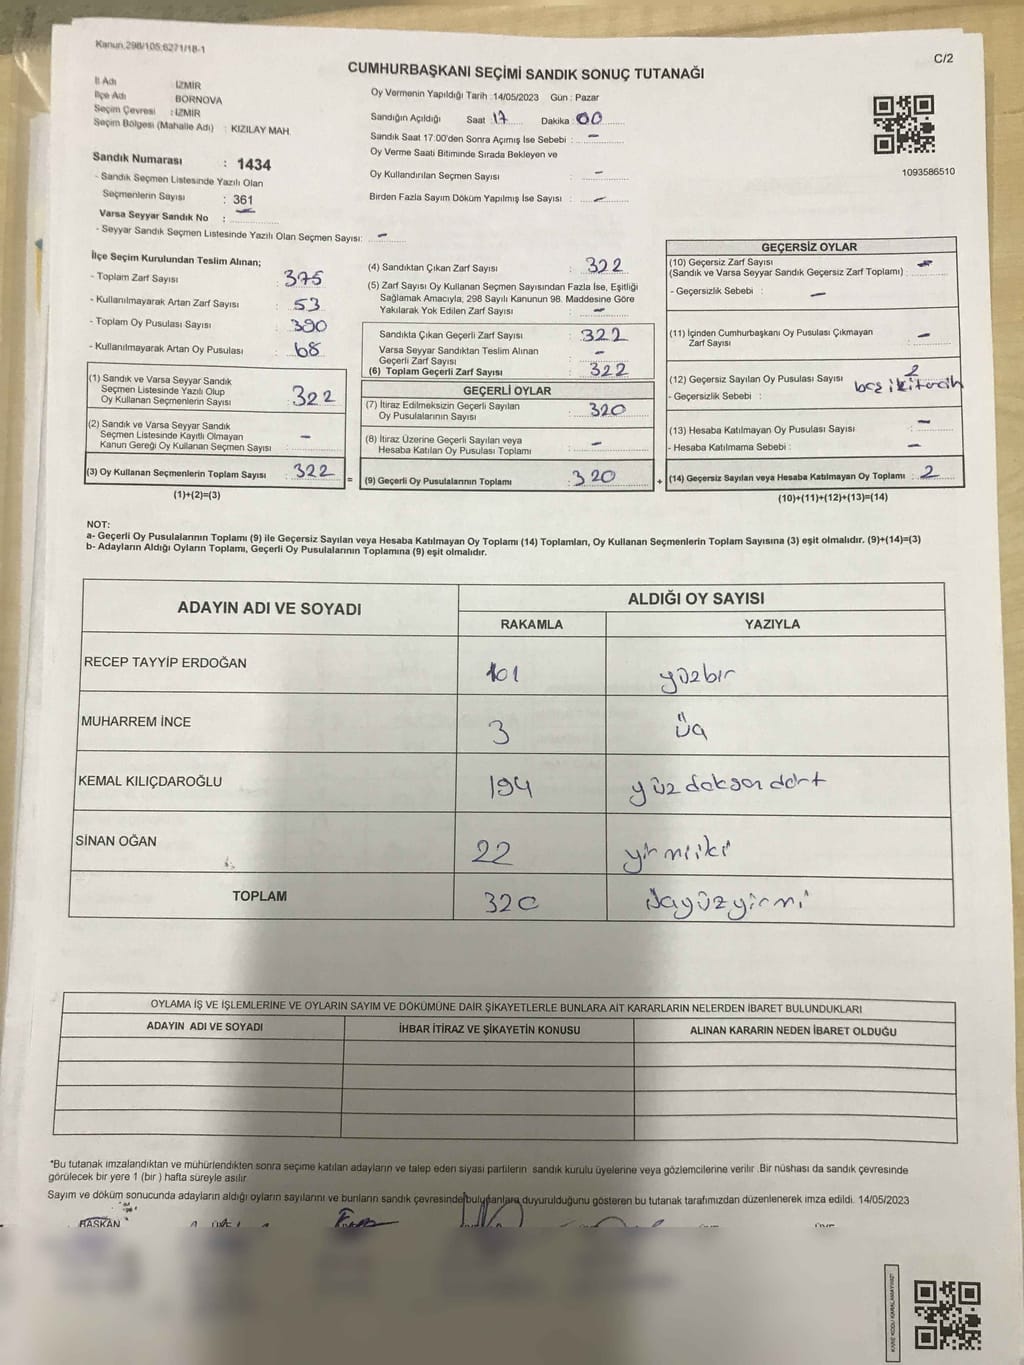 Kanun.298/105;6271/18-1
C/2
CUMHURBAŞKANI SEÇİMİ SANDIK SONUÇ TUTANAĞI
İl Adı : İZMİR
İlçe Adı : BORNOVA
Seçim Çevresi : İZMİR
Seçim Bölgesi (Mahalle Adı) : KIZILAY MAH.
Sandık Numarası : 1434
- Sandık Seçmen Listesinde Yazılı Olan
Seçmenlerin Sayısı : 361
Varsa Seyyar Sandık No : —
- Seyyar Sandık Seçmen Listesinde Yazılı Olan Seçmen Sayısı: —
Oy Vermenin Yapıldığı Tarih :14/05/2023 Gün : Pazar
Sandığın Açıldığı Saat 17 Dakika 00
Sandık Saat 17:00'den Sonra Açımış İse Sebebi : —
Oy Verme Saati Bitiminde Sırada Bekleyen ve
Oy Kullandırılan Seçmen Sayısı : —
Birden Fazla Sayım Döküm Yapılmış İse Sayısı : —
1093586510
İlçe Seçim Kurulundan Teslim Alınan;
- Toplam Zarf Sayısı : 375
- Kullanılmayarak Artan Zarf Sayısı : 53
- Toplam Oy Pusulası Sayısı : 390
- Kullanılmayarak Artan Oy Pusulası : 68
(1) Sandık ve Varsa Seyyar Sandık
Seçmen Listesinde Yazılı Olup
Oy Kullanan Seçmenlerin Sayısı : 322
(2) Sandık ve Varsa Seyyar Sandık
Seçmen Listesinde Kayıtlı Olmayan
Kanun Gereği Oy Kullanan Seçmen Sayısı : —
(3) Oy Kullanan Seçmenlerin Toplam Sayısı : 322
(1)+(2)=(3)
(4) Sandıktan Çıkan Zarf Sayısı : 322
(5) Zarf Sayısı Oy Kullanan Seçmen Sayısından Fazla İse, Eşitliği
Sağlamak Amacıyla, 298 Sayılı Kanunun 98. Maddesine Göre
Yakılarak Yok Edilen Zarf Sayısı : —
Sandıkta Çıkan Geçerli Zarf Sayısı : 322
Varsa Seyyar Sandıktan Teslim Alınan
Geçerli Zarf Sayısı : —
(6) Toplam Geçerli Zarf Sayısı : 322
GEÇERLİ OYLAR
(7) İtiraz Edilmeksizin Geçerli Sayılan
Oy Pusulalarının Sayısı : 320
(8) İtiraz Üzerine Geçerli Sayılan veya
Hesaba Katılan Oy Pusulası Toplamı : —
= (9) Geçerli Oy Pusulalarının Toplamı : 320
GEÇERSİZ OYLAR
(10) Geçersiz Zarf Sayısı
(Sandık ve Varsa Seyyar Sandık Geçersiz Zarf Toplamı) : —
- Geçersizlik Sebebi : —
(11) İçinden Cumhurbaşkanı Oy Pusulası Çıkmayan
Zarf Sayısı : —
(12) Geçersiz Sayılan Oy Pusulası Sayısı : 2
- Geçersizlik Sebebi :
(13) Hesaba Katılmayan Oy Pusulası Sayısı : —
- Hesaba Katılmama Sebebi : —
+ (14) Geçersiz Sayılan veya Hesaba Katılmayan Oy Toplamı : 2
(10)+(11)+(12)+(13)=(14)
NOT:
a- Geçerli Oy Pusulalarının Toplamı (9) ile Geçersiz Sayılan veya Hesaba Katılmayan Oy Toplamı (14) Toplamları, Oy Kullanan Seçmenlerin Toplam Sayısına (3) eşit olmalıdır. (9)+(14)=(3)
b- Adayların Aldığı Oyların Toplamı, Geçerli Oy Pusulalarının Toplamına (9) eşit olmalıdır.
ADAYIN ADI VE SOYADI ALDIĞI OY SAYISI
RAKAMLA YAZIYLA
RECEP TAYYİP ERDOĞAN 101 yüzbir
MUHARREM İNCE 3 üç
KEMAL KILIÇDAROĞLU 194 yüz doksan dört
SİNAN OĞAN 22 yirmiiki
TOPLAM 320 üçyüzyirmi
OYLAMA İŞ VE İŞLEMLERİNE VE OYLARIN SAYIM VE DÖKÜMÜNE DAİR ŞİKAYETLERLE BUNLARA AİT KARARLARIN NELERDEN İBARET BULUNDUKLARI
ADAYIN ADI VE SOYADI İHBAR İTİRAZ VE ŞİKAYETİN KONUSU ALINAN KARARIN NEDEN İBARET OLDUĞU
*Bu tutanak imzalandıktan ve mühürlendikten sonra seçime katılan adayların ve talep eden siyasi partilerin sandık kurulu üyelerine veya gözlemcilerine verilir .Bir nüshası da sandık çevresinde
görülecek bir yere 1 (bir ) hafta süreyle asılır.
Sayım ve döküm sonucunda adayların aldığı oyların sayılarını ve bunların sandık çevresinde bulunanlara duyurulduğunu gösteren bu tutanak tarafımızdan düzenlenerek imza edildi. 14/05/2023
BAŞKAN